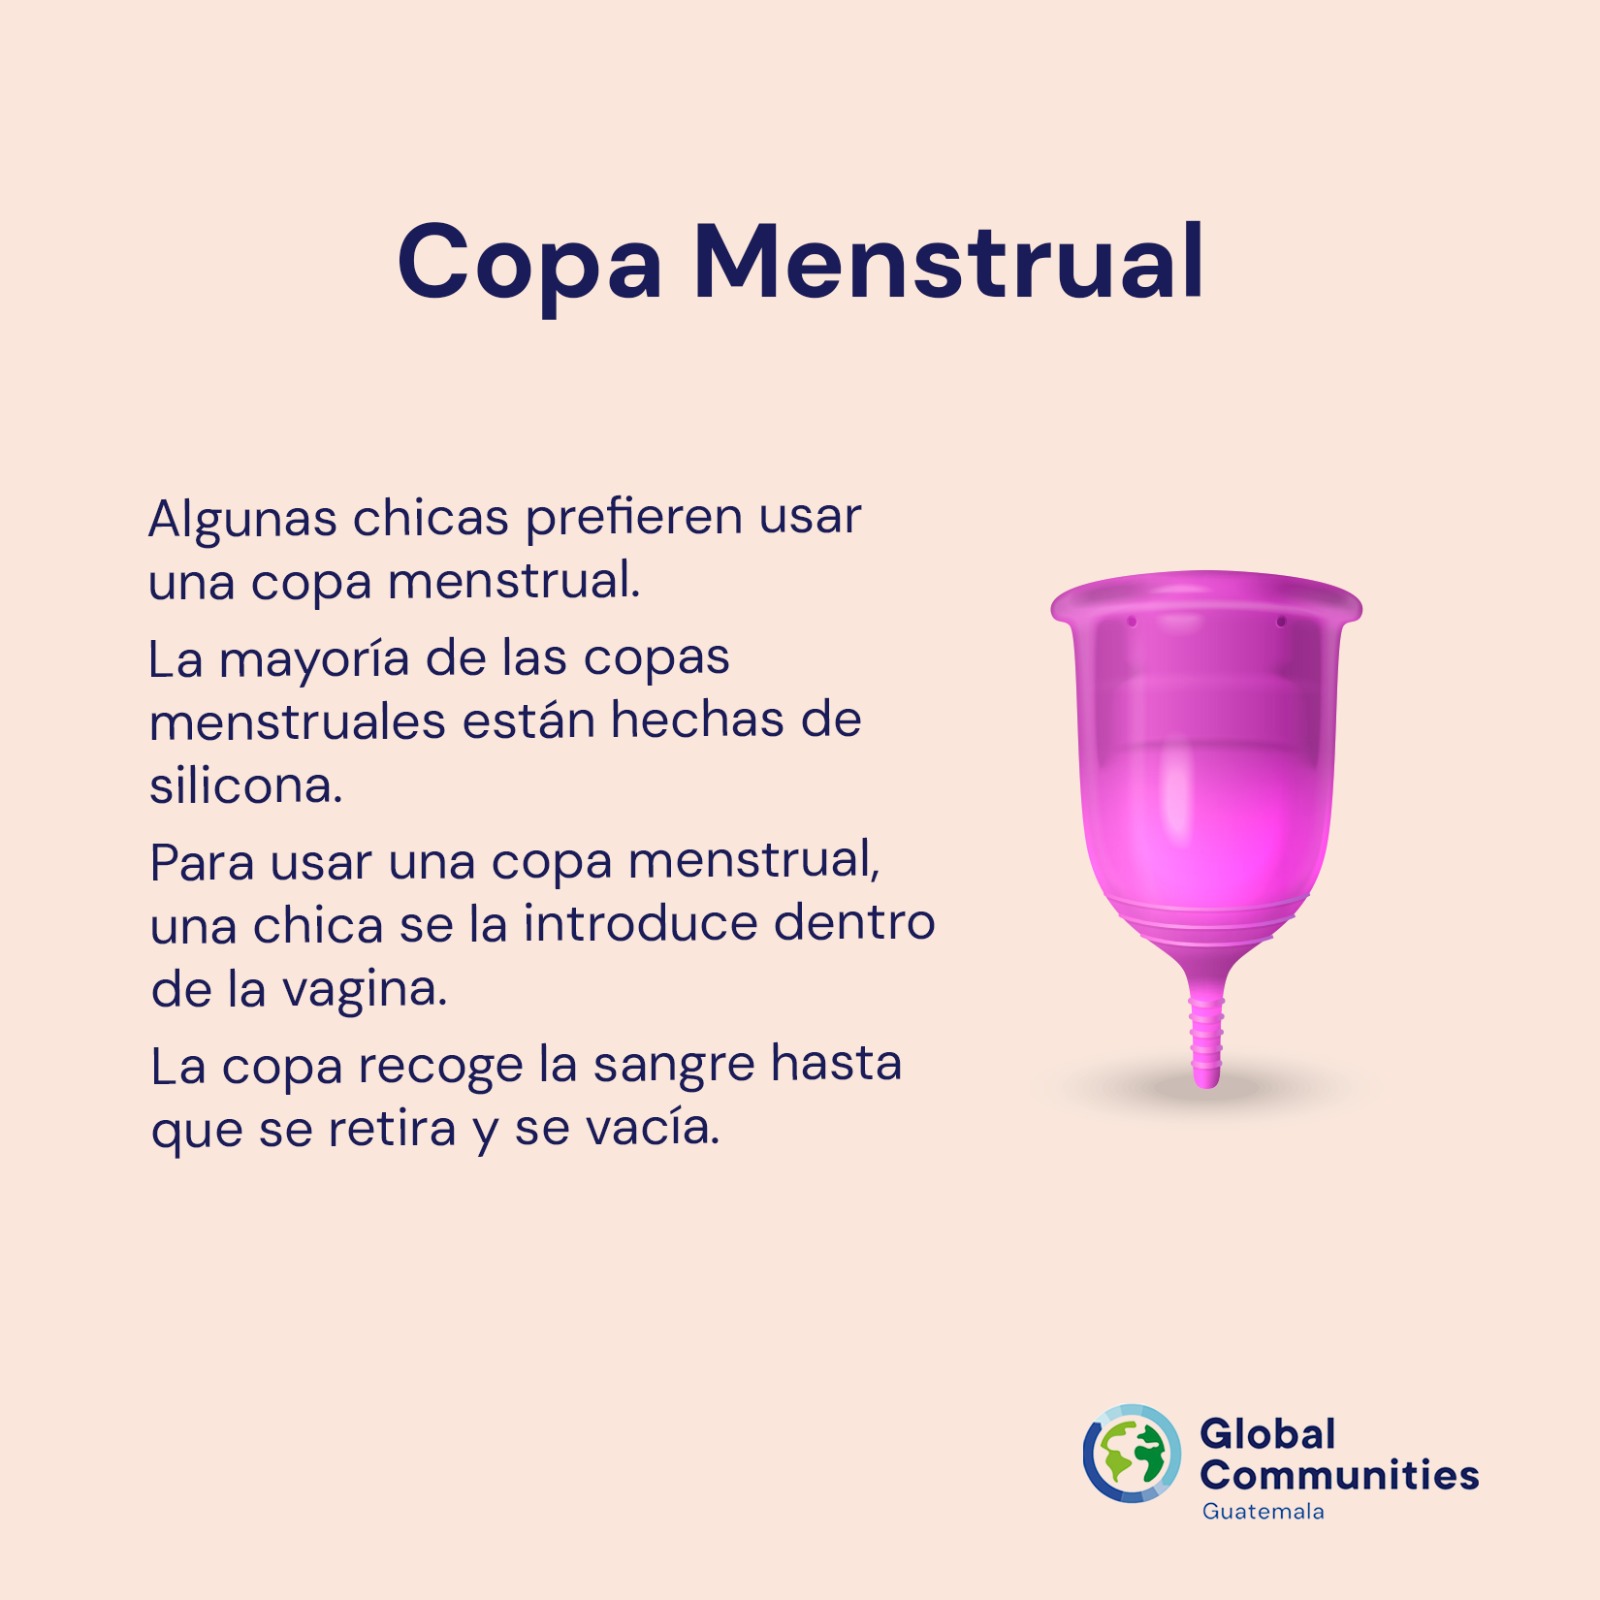 Copa Menstrual
Algunas chicas prefieren usar
una copa menstrual.
La mayoría de las copas
menstruales están hechas de
silicona.
Para usar una copa menstrual,
una chica se la introduce dentro
de la vagina.
La copa recoge la sangre hasta
que se retira y se vacía.
Global
Communities
Guatemala